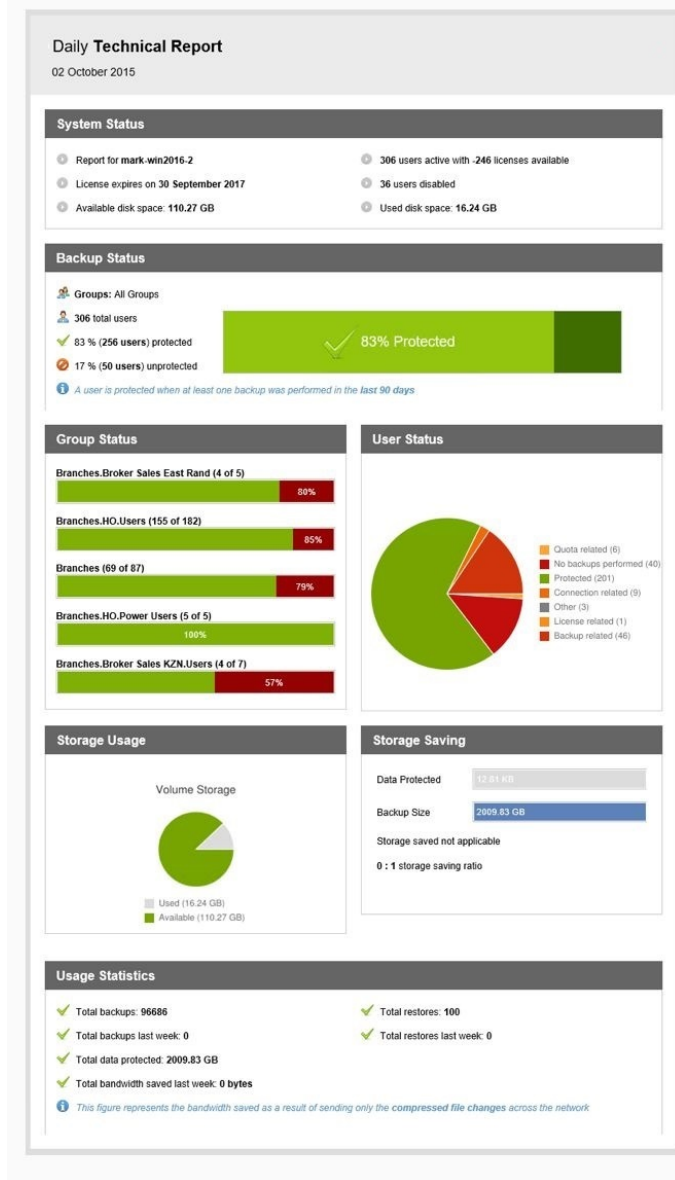 Daily Technical Report
02 October 2015
System Status
Report for mark-win2016-2
License expires on 30 September 2017
Available disk space: 110.27 GB
306 users active with -246 licenses available
36 users disabled
Used disk space: 16.24 GB
Backup Status
Groups: All Groups
306 total users
83 % (256 users) protected
17 % (50 users) unprotected
83% Protected
A user is protected when at least one backup was performed in the last 90 days
Group Status
Branches.Broker Sales East Rand (4 of 5)
80%
Branches.HO.Users (155 of 182)
85%
Branches (69 of 87)
79%
Branches.HO.Power Users (5 of 5)
100%
Branches.Broker Sales KZN.Users (4 of 7)
57%
User Status
Quota related (6)
No backups performed (40)
Protected (201)
Connection related (9)
Other (3)
License related (1)
Backup related (46)
Storage Usage
Volume Storage
Used (16.24 GB)
Available (110.27 GB)
Storage Saving
Data Protected
12.01 KB
Backup Size
2009.83 GB
Storage saved not applicable
0 : 1 storage saving ratio
Usage Statistics
Total backups: 96686
Total backups last week: 0
Total data protected: 2009.83 GB
Total bandwidth saved last week: 0 bytes
Total restores: 100
Total restores last week: 0
This figure represents the bandwidth saved as a result of sending only the compressed file changes across the network